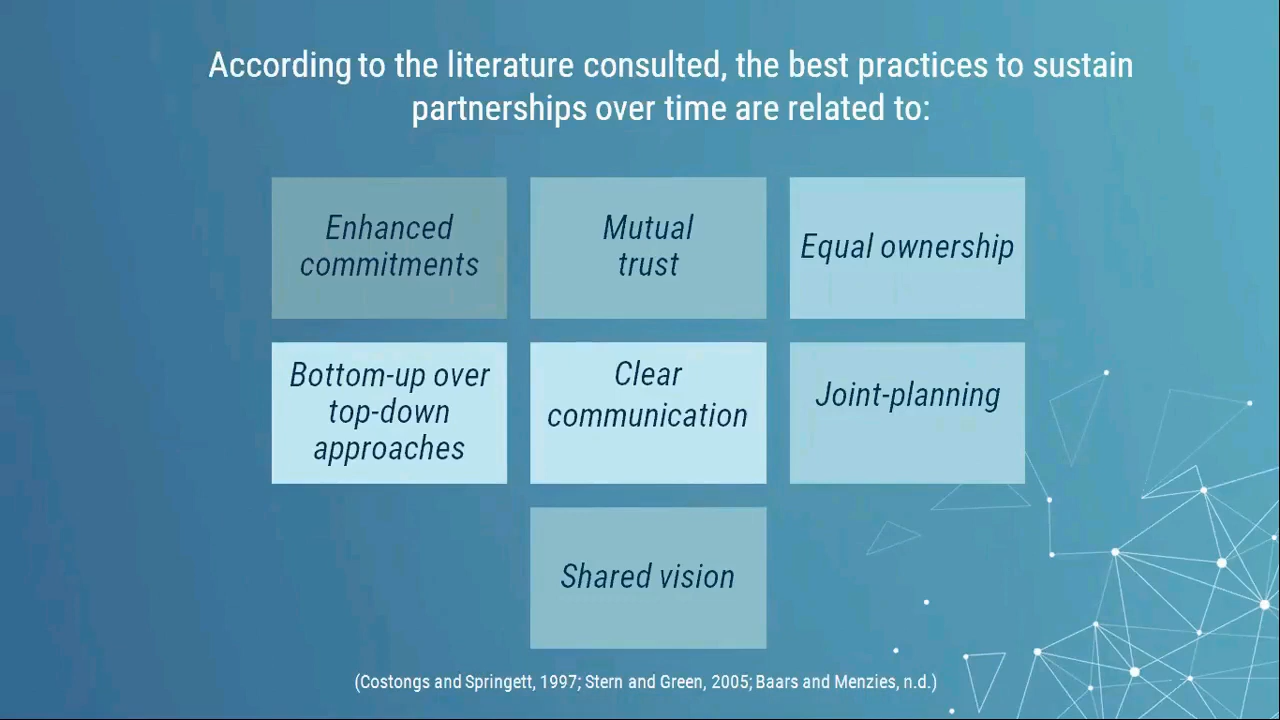 According to the literature consulted, the best practices to sustain
partnerships over time are related to:
Enhanced
commitments
Mutual
trust
Equal ownership
Bottom-up over
top-down
approaches
Clear
communication
Joint-planning
Shared vision
(Costongs and Springett, 1997; Stern and Green, 2005; Baars and Menzies, n.d.)